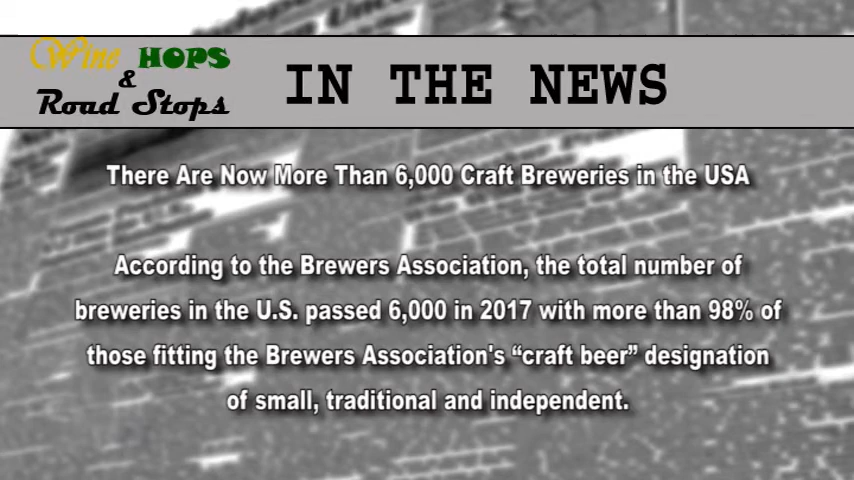 Wine HOPS
&
Road Stops
IN THE NEWS
There Are Now More Than 6,000 Craft Breweries in the USA
According to the Brewers Association, the total number of
breweries in the U.S. passed 6,000 in 2017 with more than 98% of
those fitting the Brewers Association's “craft beer” designation
of small, traditional and independent.